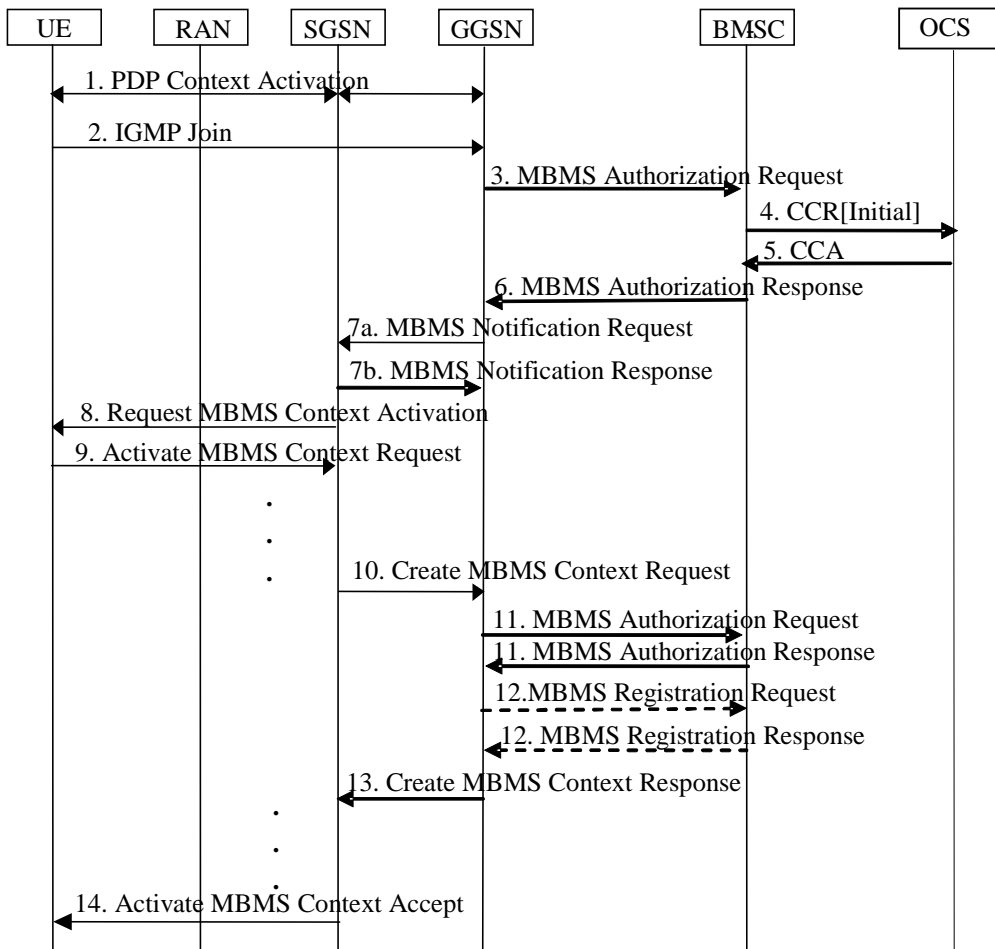 UE RAN SGSN GGSN BMSC OCS
1. PDP Context Activation
2. IGMP Join
3. MBMS Authorization Request
4. CCR[Initial]
5. CCA
6. MBMS Authorization Response
7a. MBMS Notification Request
7b. MBMS Notification Response
8. Request MBMS Context Activation
9. Activate MBMS Context Request
10. Create MBMS Context Request
11. MBMS Authorization Request
11. MBMS Authorization Response
12.MBMS Registration Request
12. MBMS Registration Response
13. Create MBMS Context Response
14. Activate MBMS Context Accept